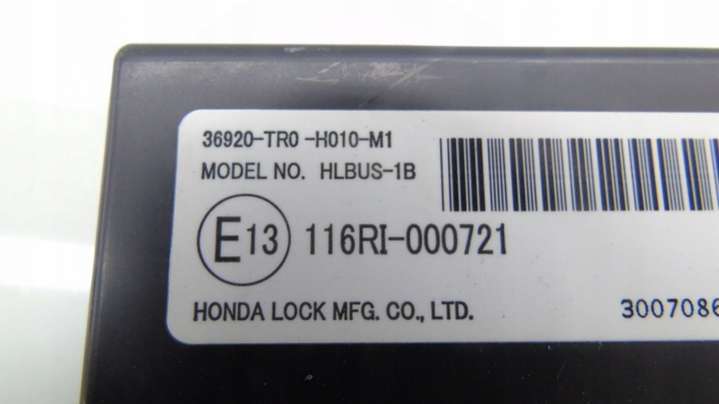 36920-TR0 -H010-M1
MODEL NO. HLBUS-1B
E13 116RI-000721
HONDA LOCK MFG. CO., LTD.
3007086